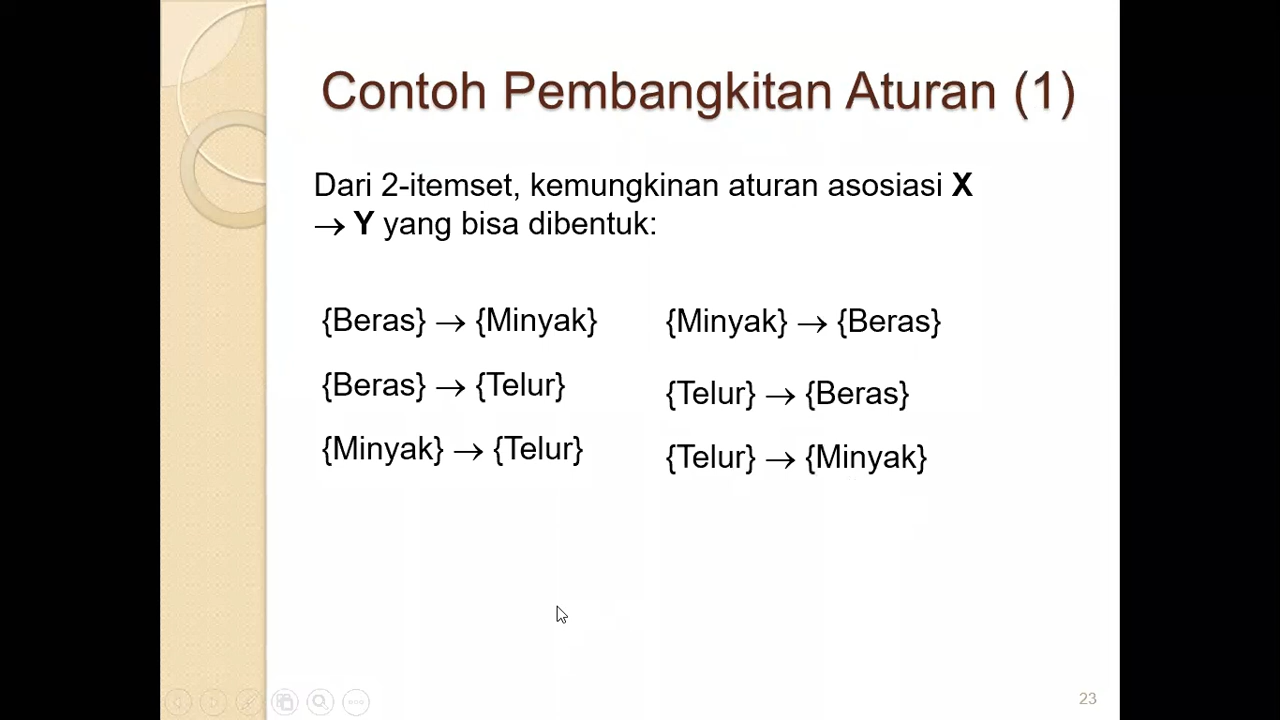 Contoh Pembangkitan Aturan (1)
Dari 2-itemset, kemungkinan aturan asosiasi X
→ Y yang bisa dibentuk:
{Beras} → {Minyak}
{Beras} → {Telur}
{Minyak} → {Telur}
{Minyak} → {Beras}
{Telur} → {Beras}
{Telur} → {Minyak}
23